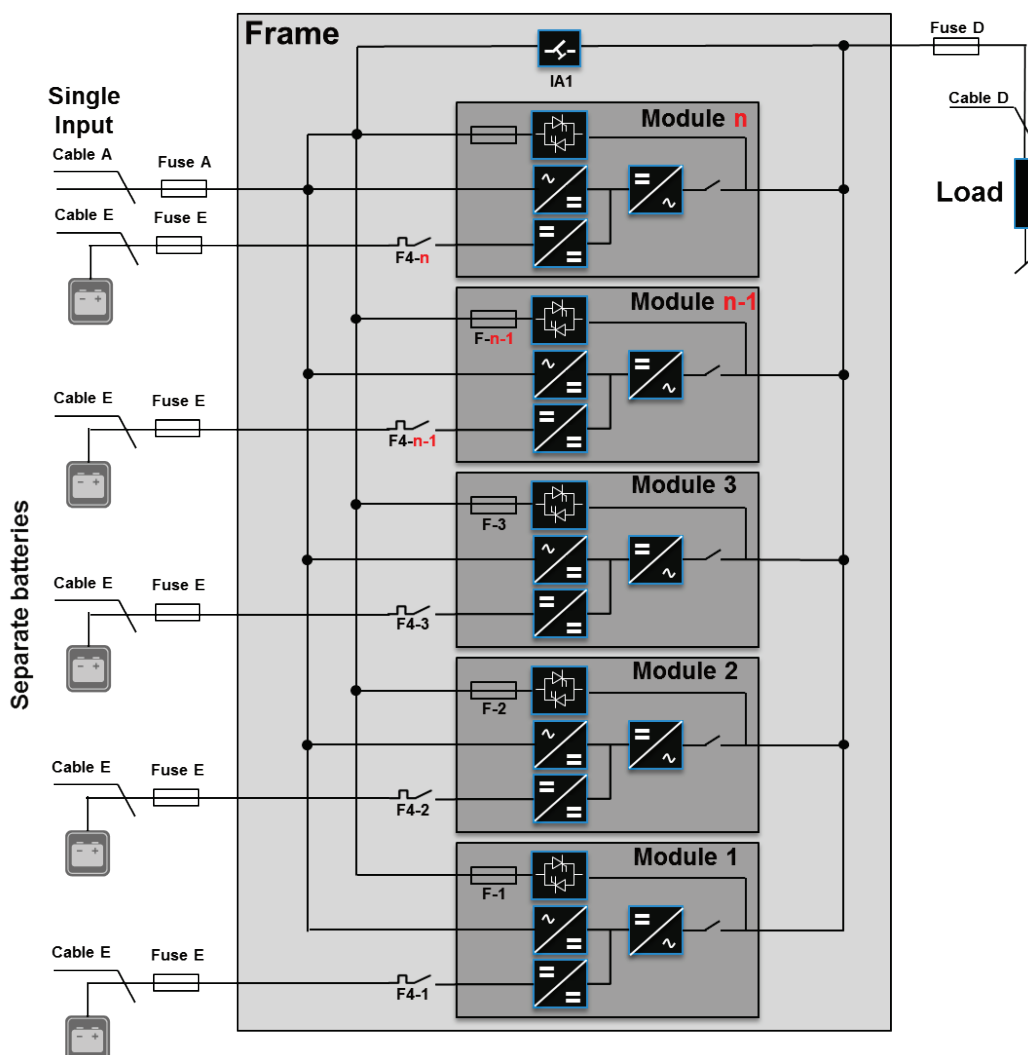 Frame
Fuse D
IA1
Cable D
Single
Input
Module n
Cable A
Fuse A
Load
Cable E
Fuse E
F4-n
Module n-1
F-n-1
Cable E
Fuse E
F4-n-1
Module 3
F-3
Separate batteries
Cable E
Fuse E
F4-3
Module 2
F-2
Cable E
Fuse E
F4-2
Module 1
F-1
Cable E
Fuse E
F4-1